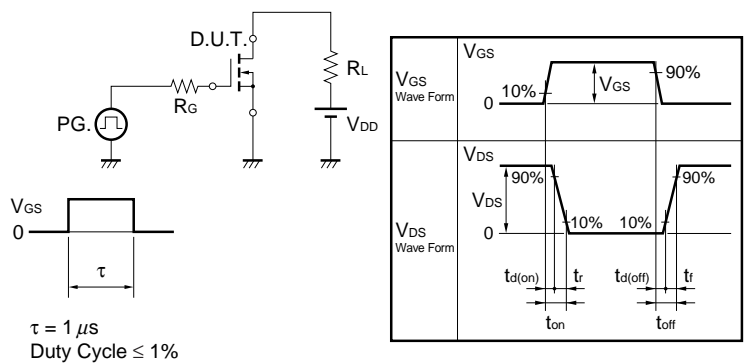 D.U.T.
RL
RG
PG.
VDD
VGS
0
τ
τ = 1 μs
Duty Cycle ≤ 1%
VGS
Wave Form
VGS
10%
VGS
90%
0
VDS
Wave Form
VDS
90%
90%
VDS
10%
10%
0
td(on)
tr
td(off)
tf
ton
toff